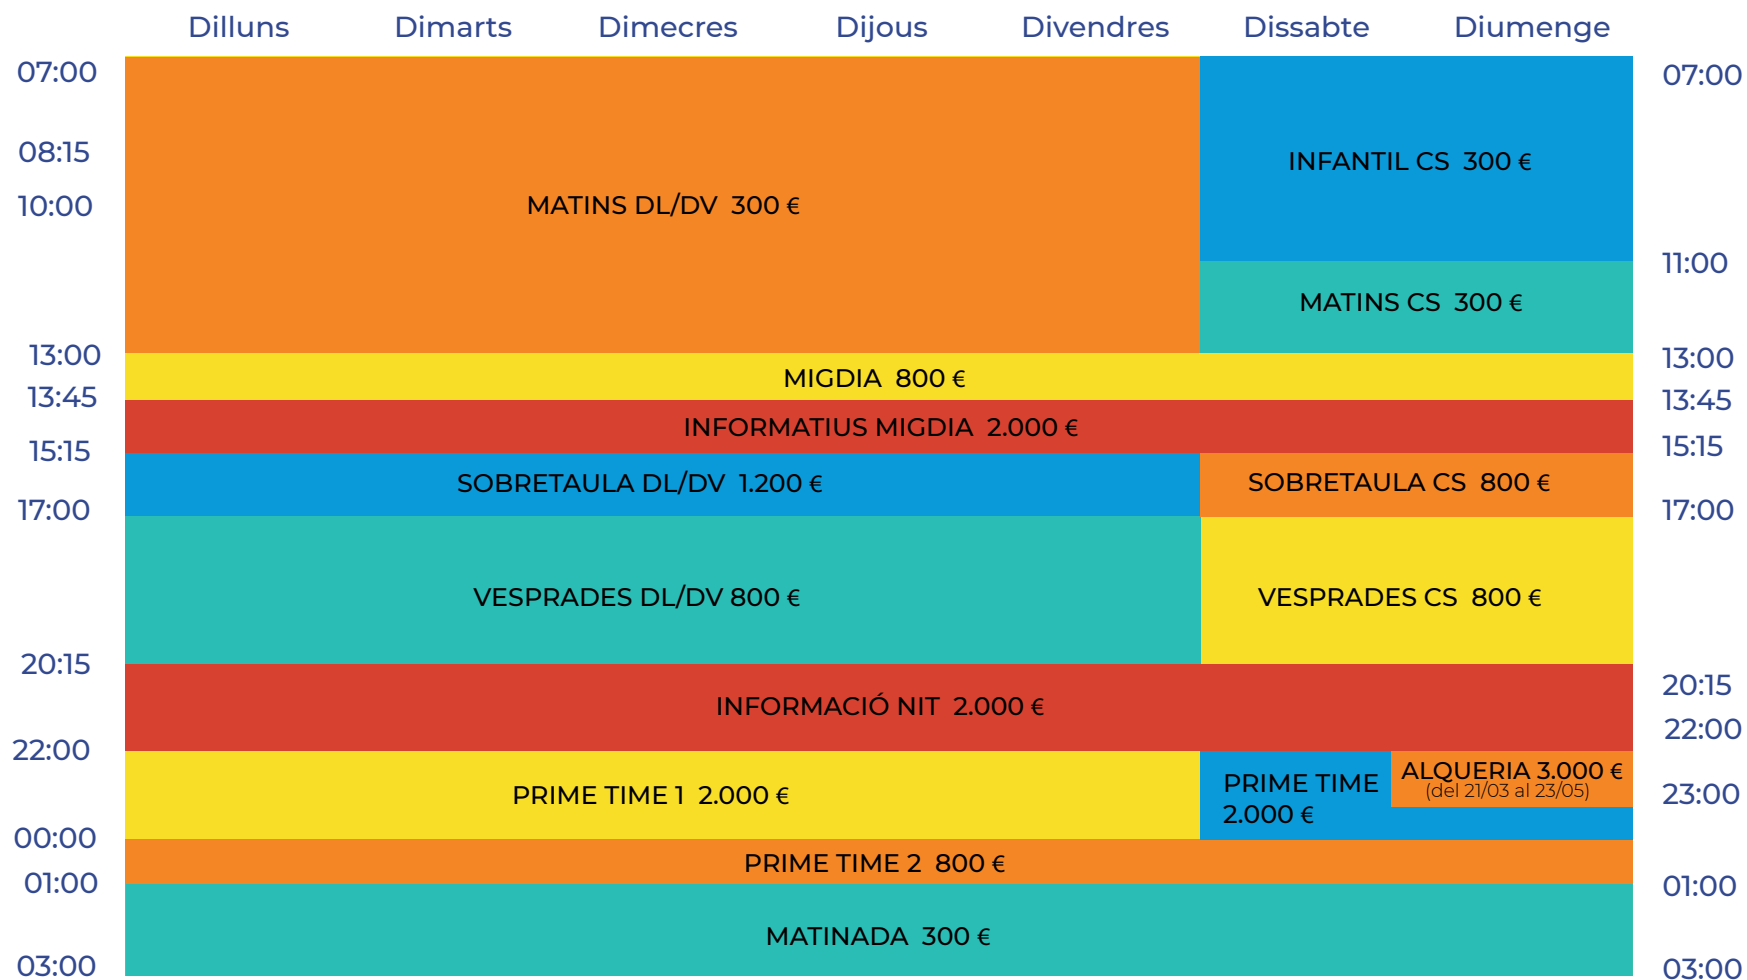 Dilluns Dimarts Dimecres Dijous Divendres Dissabte Diumenge
07:00 07:00
08:15
INFANTIL CS 300 €
10:00
MATINS DL/DV 300 €
11:00
MATINS CS 300 €
13:00 13:00
MIGDIA 800 €
13:45 13:45
INFORMATIUS MIGDIA 2.000 €
15:15 15:15
SOBRETAULA DL/DV 1.200 € SOBRETAULA CS 800 €
17:00 17:00
VESPRADES DL/DV 800 € VESPRADES CS 800 €
20:15 20:15
INFORMACIÓ NIT 2.000 €
22:00 22:00
PRIME TIME 1 2.000 €
PRIME TIME
2.000 €
ALQUERIA 3.000 €
(del 21/03 al 23/05)
23:00
00:00
PRIME TIME 2 800 €
01:00 01:00
MATINADA 300 €
03:00 03:00